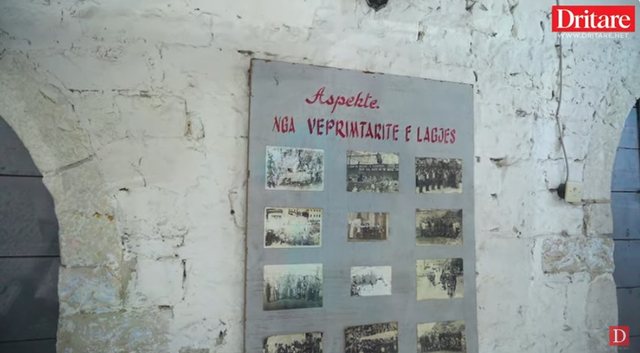 Dritare
WWW.DRITARE.NET
Aspekte.
NGA VEPRIMTARITE E LAGJES
D